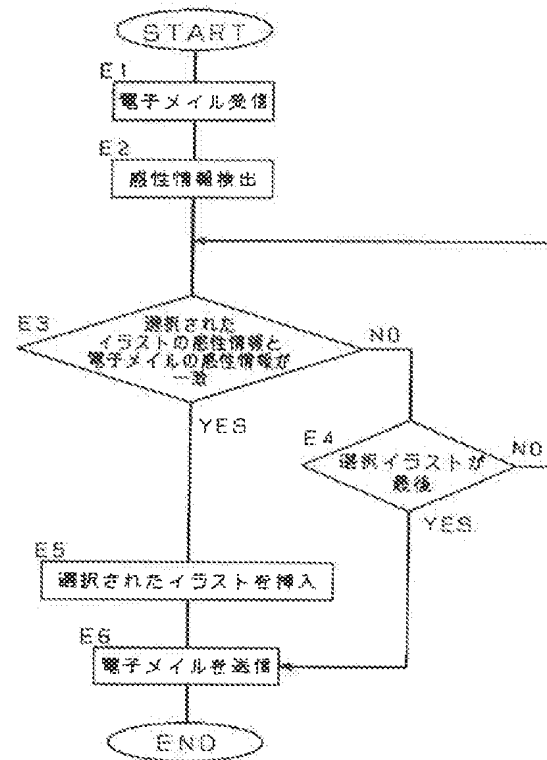 START
E1
電子メイル受信
E2
感性情報検出
E3
選択された
イラストの感性情報と
電子メイルの感性情報が
一致
NO
YES
E4
選択イラストが
最後
NO
YES
E5
選択されたイラストを挿入
E6
電子メイルを送信
END